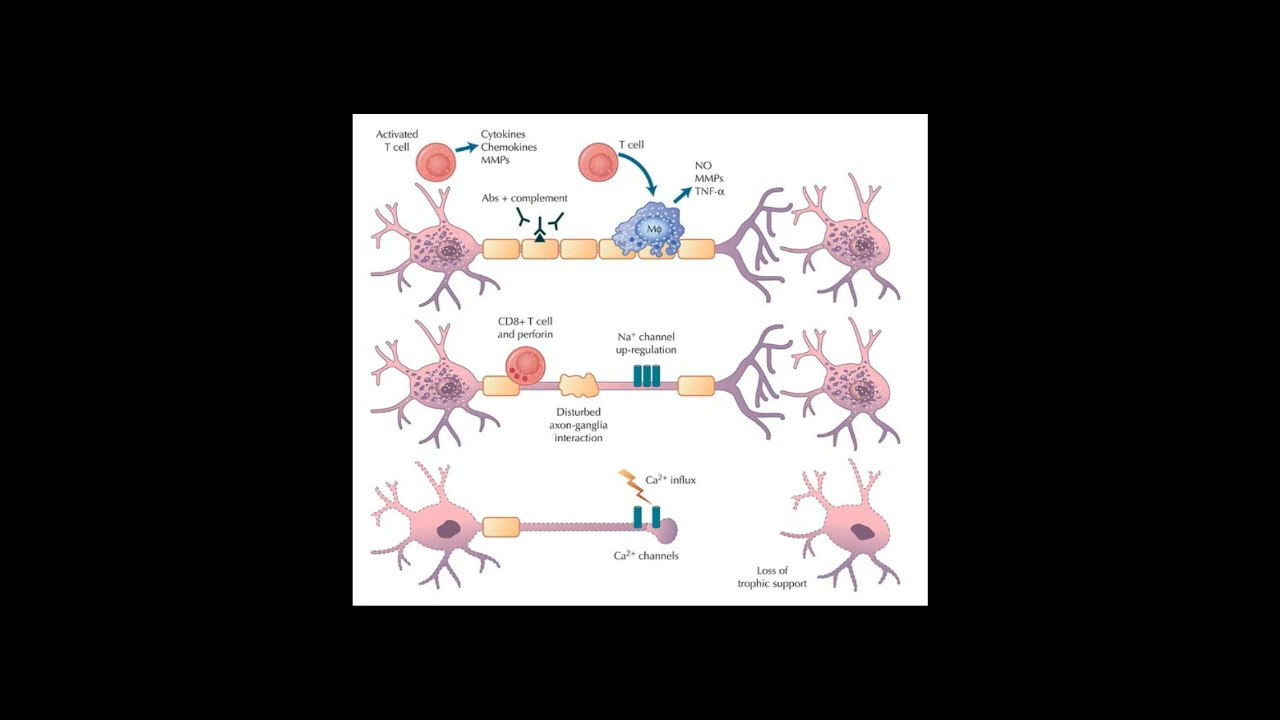 Activated
T cell
Cytokines
Chemokines
MMPs
T cell
NO
MMPs
TNF-α
Abs + complement
Mϕ
CD8+ T cell
and perforin
Na⁺ channel
up-regulation
Disturbed
axon-ganglia
interaction
Ca²⁺ influx
Ca²⁺ channels
Loss of
trophic support